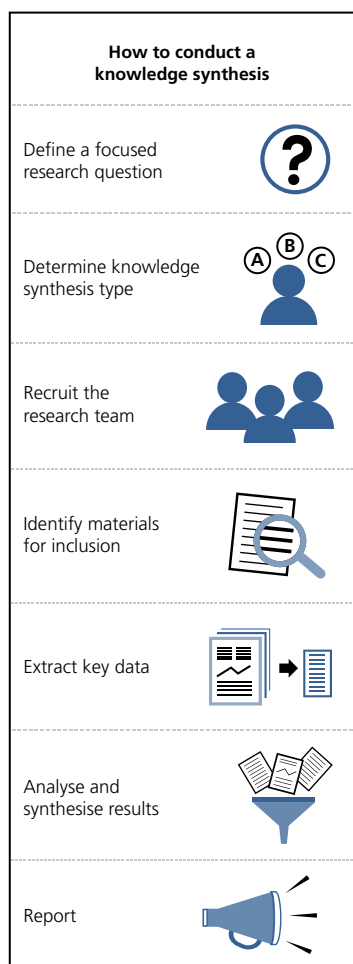 How to conduct a
knowledge synthesis
Define a focused
research question
?
Determine knowledge
synthesis type
A B C
Recruit the
research team
Identify materials
for inclusion
Extract key data
Analyse and
synthesise results
Report